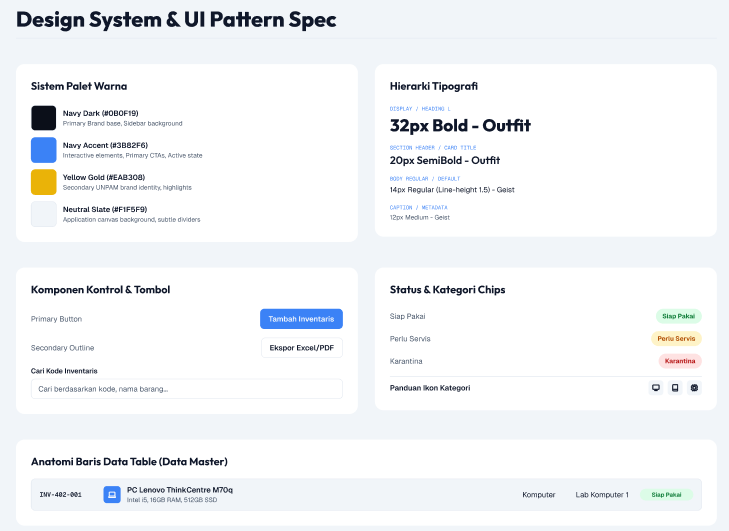 Design System & UI Pattern Spec
Sistem Palet Warna
Navy Dark (#0B0F19)
Primary Brand base, Sidebar background
Navy Accent (#3B82F6)
Interactive elements, Primary CTAs, Active state
Yellow Gold (#EAB308)
Secondary UNPAM brand identity, highlights
Neutral Slate (#F1F5F9)
Application canvas background, subtle dividers
Hierarki Tipografi
DISPLAY / HEADING L
32px Bold - Outfit
SECTION HEADER / CARD TITLE
20px SemiBold - Outfit
BODY REGULAR / DEFAULT
14px Regular (Line-height 1.5) - Geist
CAPTION / METADATA
12px Medium - Geist
Komponen Kontrol & Tombol
Primary Button
Tambah Inventaris
Secondary Outline
Ekspor Excel/PDF
Cari Kode Inventaris
Cari berdasarkan kode, nama barang...
Status & Kategori Chips
Siap Pakai
Siap Pakai
Perlu Servis
Perlu Servis
Karantina
Karantina
Panduan Ikon Kategori
Anatomi Baris Data Table (Data Master)
INV-402-001
PC Lenovo ThinkCentre M70q
Intel i5, 16GB RAM, 512GB SSD
Komputer
Lab Komputer 1
Siap Pakai